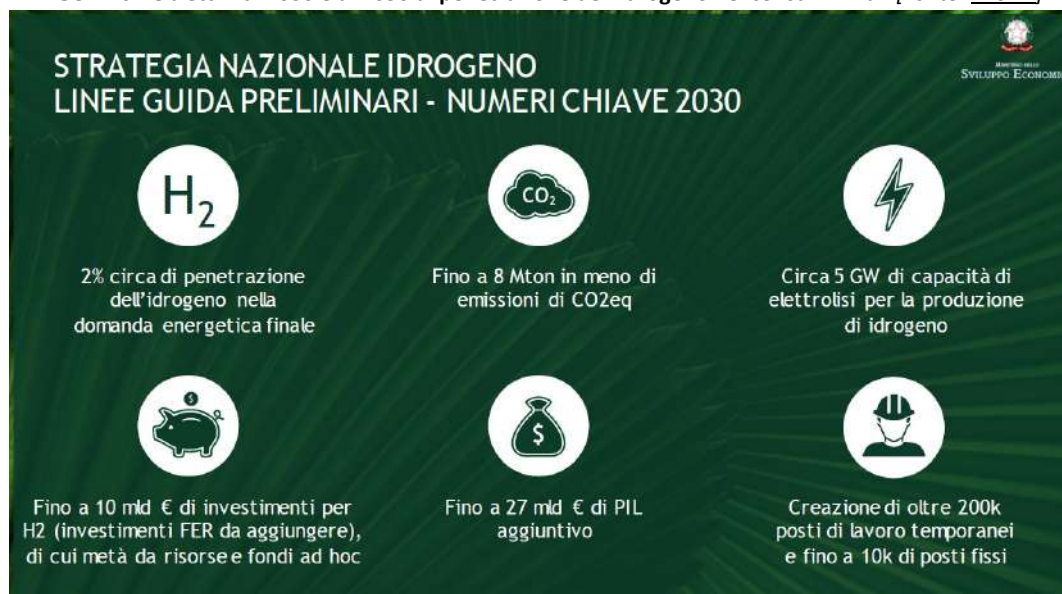 STRATEGIA NAZIONALE IDROGENO
LINEE GUIDA PRELIMINARI - NUMERI CHIAVE 2030
MINISTERO DELLO
SVILUPPO ECONOMI
H2
2% circa di penetrazione
dell'idrogeno nella
domanda energetica finale
CO2
Fino a 8 Mton in meno di
emissioni di CO2eq
Circa 5 GW di capacità di
elettrolisi per la produzione
di idrogeno
$
Fino a 10 mld € di investimenti per
H2 (investimenti FER da aggiungere),
di cui metà da risorse e fondi ad hoc
$
Fino a 27 mld € di PIL
aggiuntivo
Creazione di oltre 200k
posti di lavoro temporanei
e fino a 10k di posti fissi